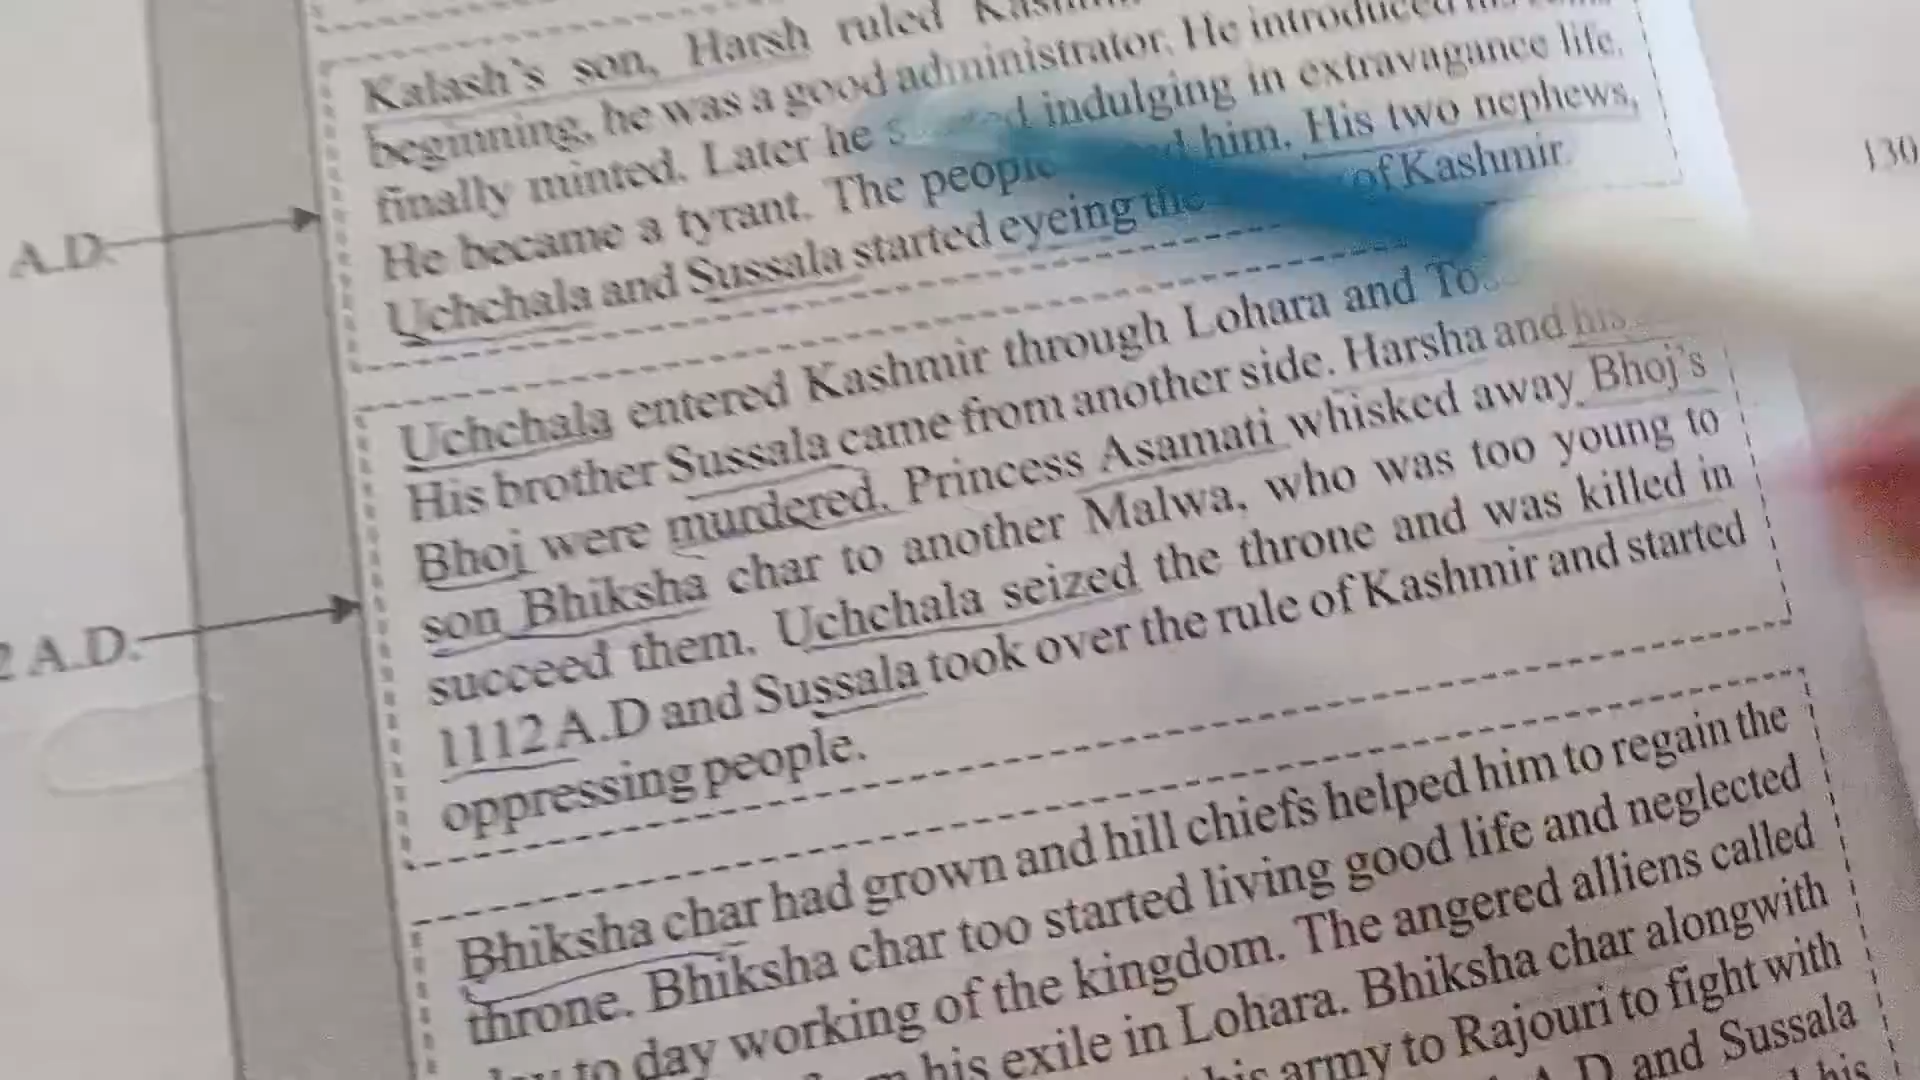 Kalash's son, Harsh ruled
beginning, he was a good administrator. He introduced
finally minted. Later he indulging in extravagance life.
He became a tyrant. The people him. His two nephews,
Uchchala and Sussala started eyeing the of Kashmir.
A.D.
Uchchala entered Kashmir through Lohara and
His brother Sussala came from another side. Harsha and his
Bhoj were murdered. Princess Asamati whisked away Bhoj's
son Bhiksha char to another Malwa, who was too young to
succeed them. Uchchala seized the throne and was killed in
1112 A.D and Sussala took over the rule of Kashmir and started
oppressing people.
2 A.D.
Bhiksha char had grown and hill chiefs helped him to regain the
throne. Bhiksha char too started living good life and neglected
to day working of the kingdom. The angered alliens called
his exile in Lohara. Bhiksha char alongwith
his army to Rajouri to fight with
A.D and Sussala
his
130